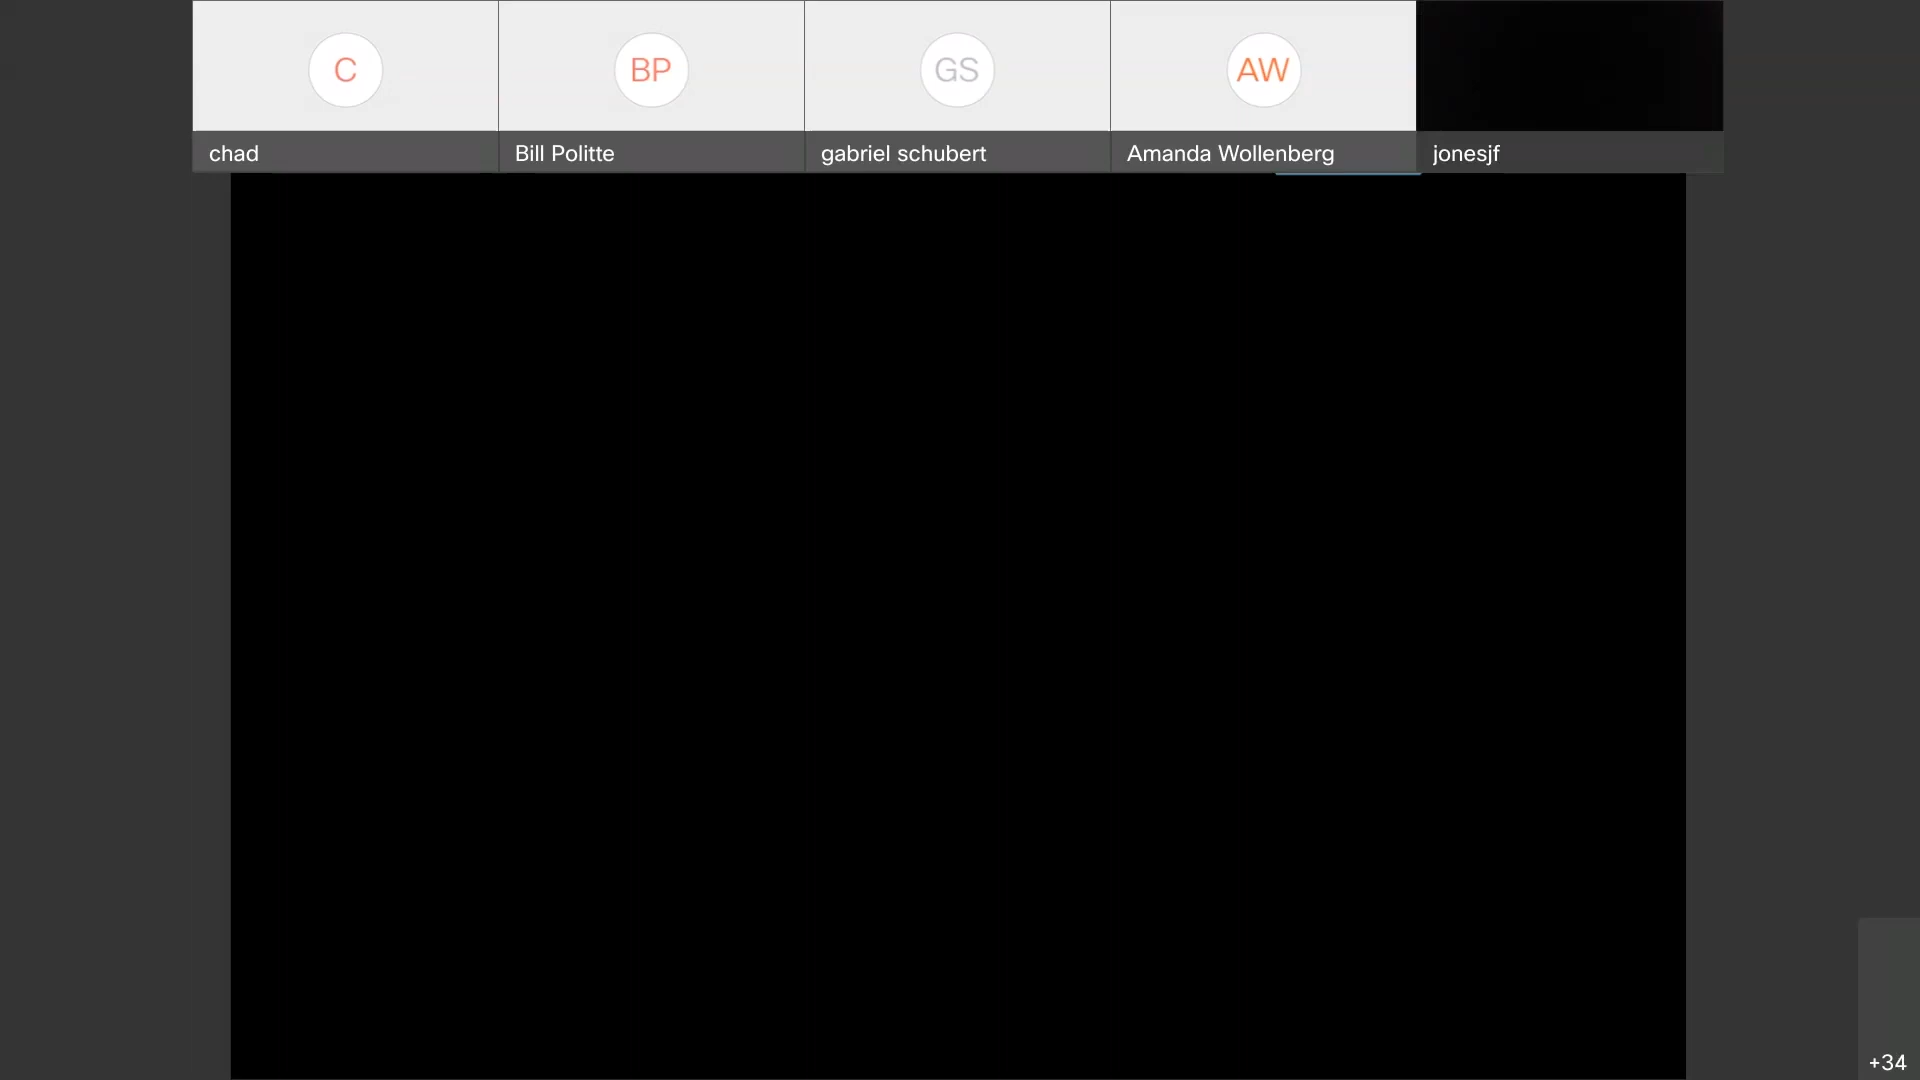 C
BP
GS
AW
chad
Bill Politte
gabriel schubert
Amanda Wollenberg
jonesjf
+34